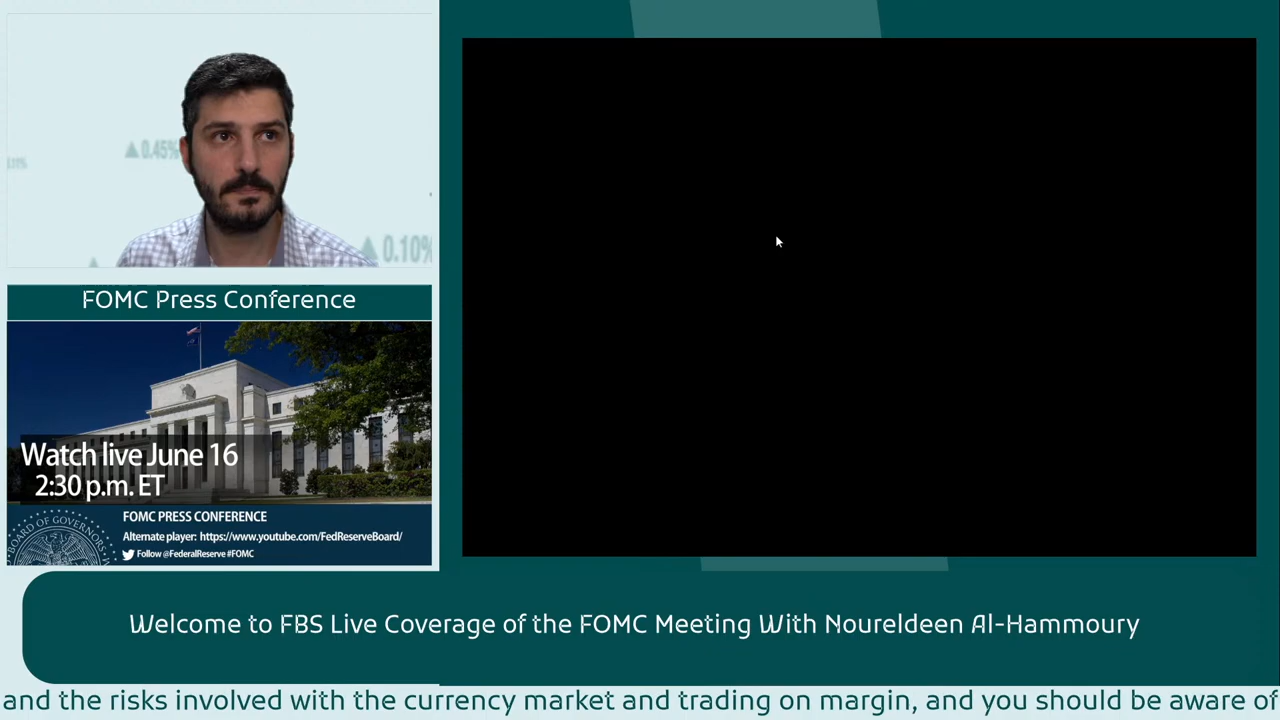 ▲0.45%
▲0.10%
FOMC Press Conference
Watch live June 16
2:30 p.m. ET
BOARD OF GOVERNORS
FOMC PRESS CONFERENCE
Alternate player: https://www.youtube.com/FedReserveBoard/
Follow @FederalReserve #FOMC
Welcome to FBS Live Coverage of the FOMC Meeting With Noureldeen Al-Hammoury
and the risks involved with the currency market and trading on margin, and you should be aware of